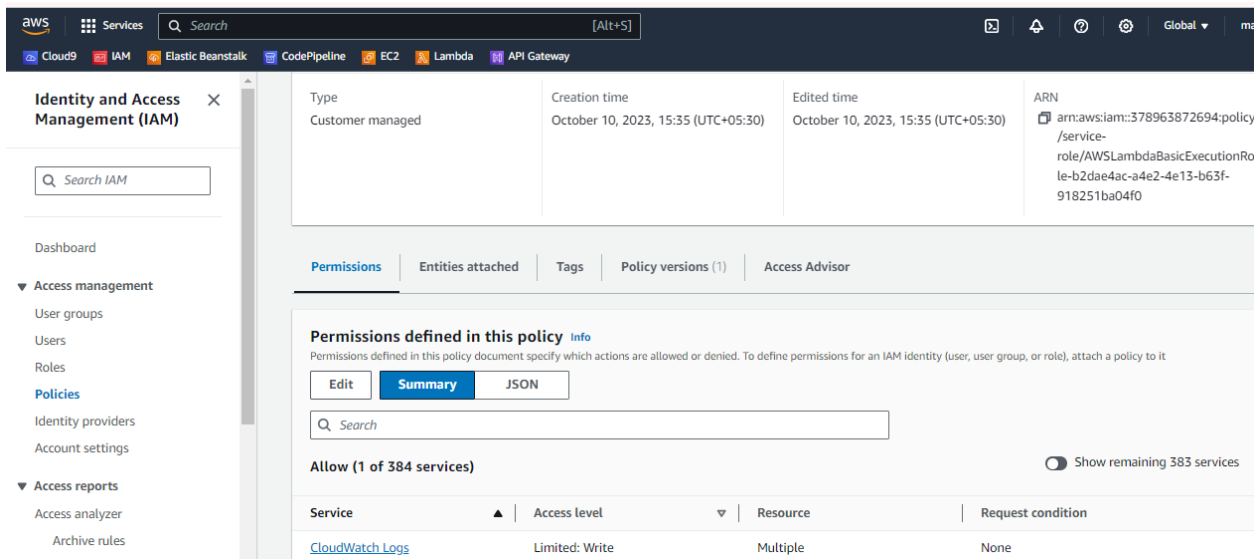 aws
Services
Search
[Alt+S]
Global
Cloud9 IAM Elastic Beanstalk CodePipeline EC2 Lambda API Gateway
Identity and Access
Management (IAM)
Search IAM
Dashboard
Access management
User groups
Users
Roles
Policies
Identity providers
Account settings
Access reports
Access analyzer
Archive rules
Type
Customer managed
Creation time
October 10, 2023, 15:35 (UTC+05:30)
Edited time
October 10, 2023, 15:35 (UTC+05:30)
ARN
arn:aws:iam::378963872694:policy
/service-
role/AWSLambdaBasicExecutionRo
le-b2dae4ac-a4e2-4e13-b63f-
918251ba04f0
Permissions Entities attached Tags Policy versions (1) Access Advisor
Permissions defined in this policy Info
Permissions defined in this policy document specify which actions are allowed or denied. To define permissions for an IAM identity (user, user group, or role), attach a policy to it
Edit Summary JSON
Search
Allow (1 of 384 services)
Show remaining 383 services
Service Access level Resource Request condition
CloudWatch Logs Limited: Write Multiple None